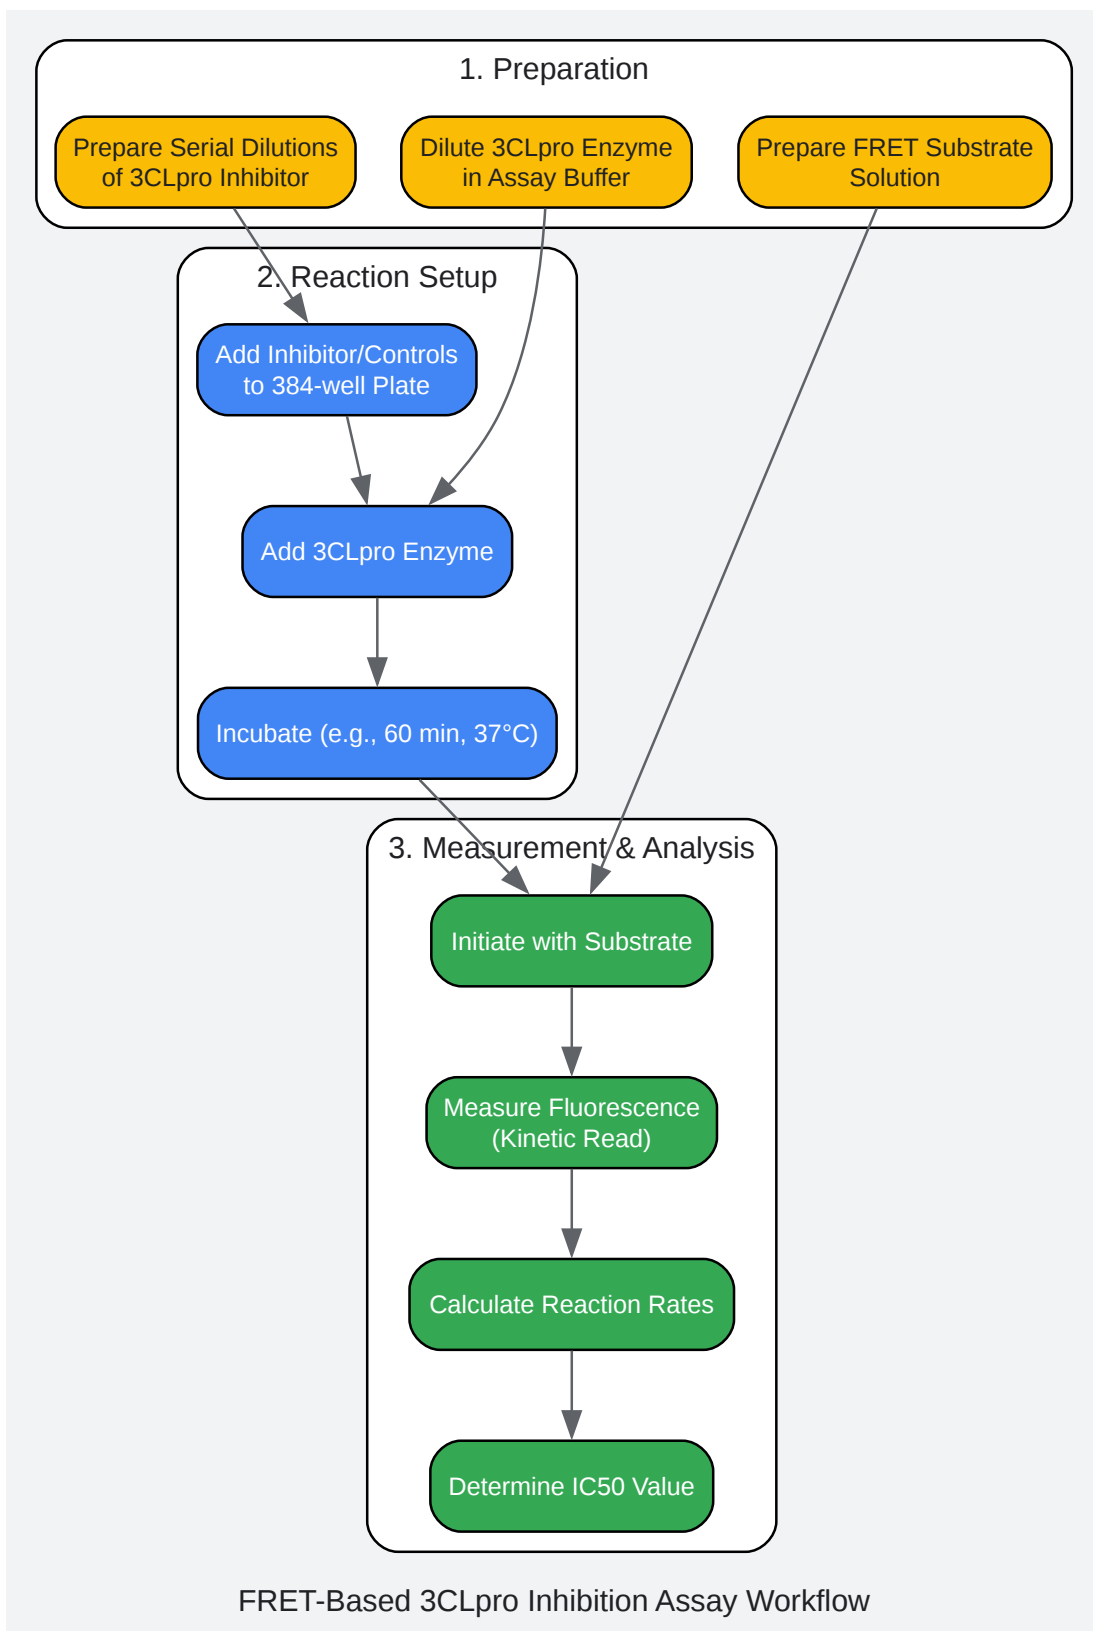 1. Preparation
Prepare Serial Dilutions
of 3CLpro Inhibitor
Dilute 3CLpro Enzyme
in Assay Buffer
Prepare FRET Substrate
Solution
2. Reaction Setup
Add Inhibitor/Controls
to 384-well Plate
Add 3CLpro Enzyme
Incubate (e.g., 60 min, 37°C)
3. Measurement & Analysis
Initiate with Substrate
Measure Fluorescence
(Kinetic Read)
Calculate Reaction Rates
Determine IC50 Value
FRET-Based 3CLpro Inhibition Assay Workflow